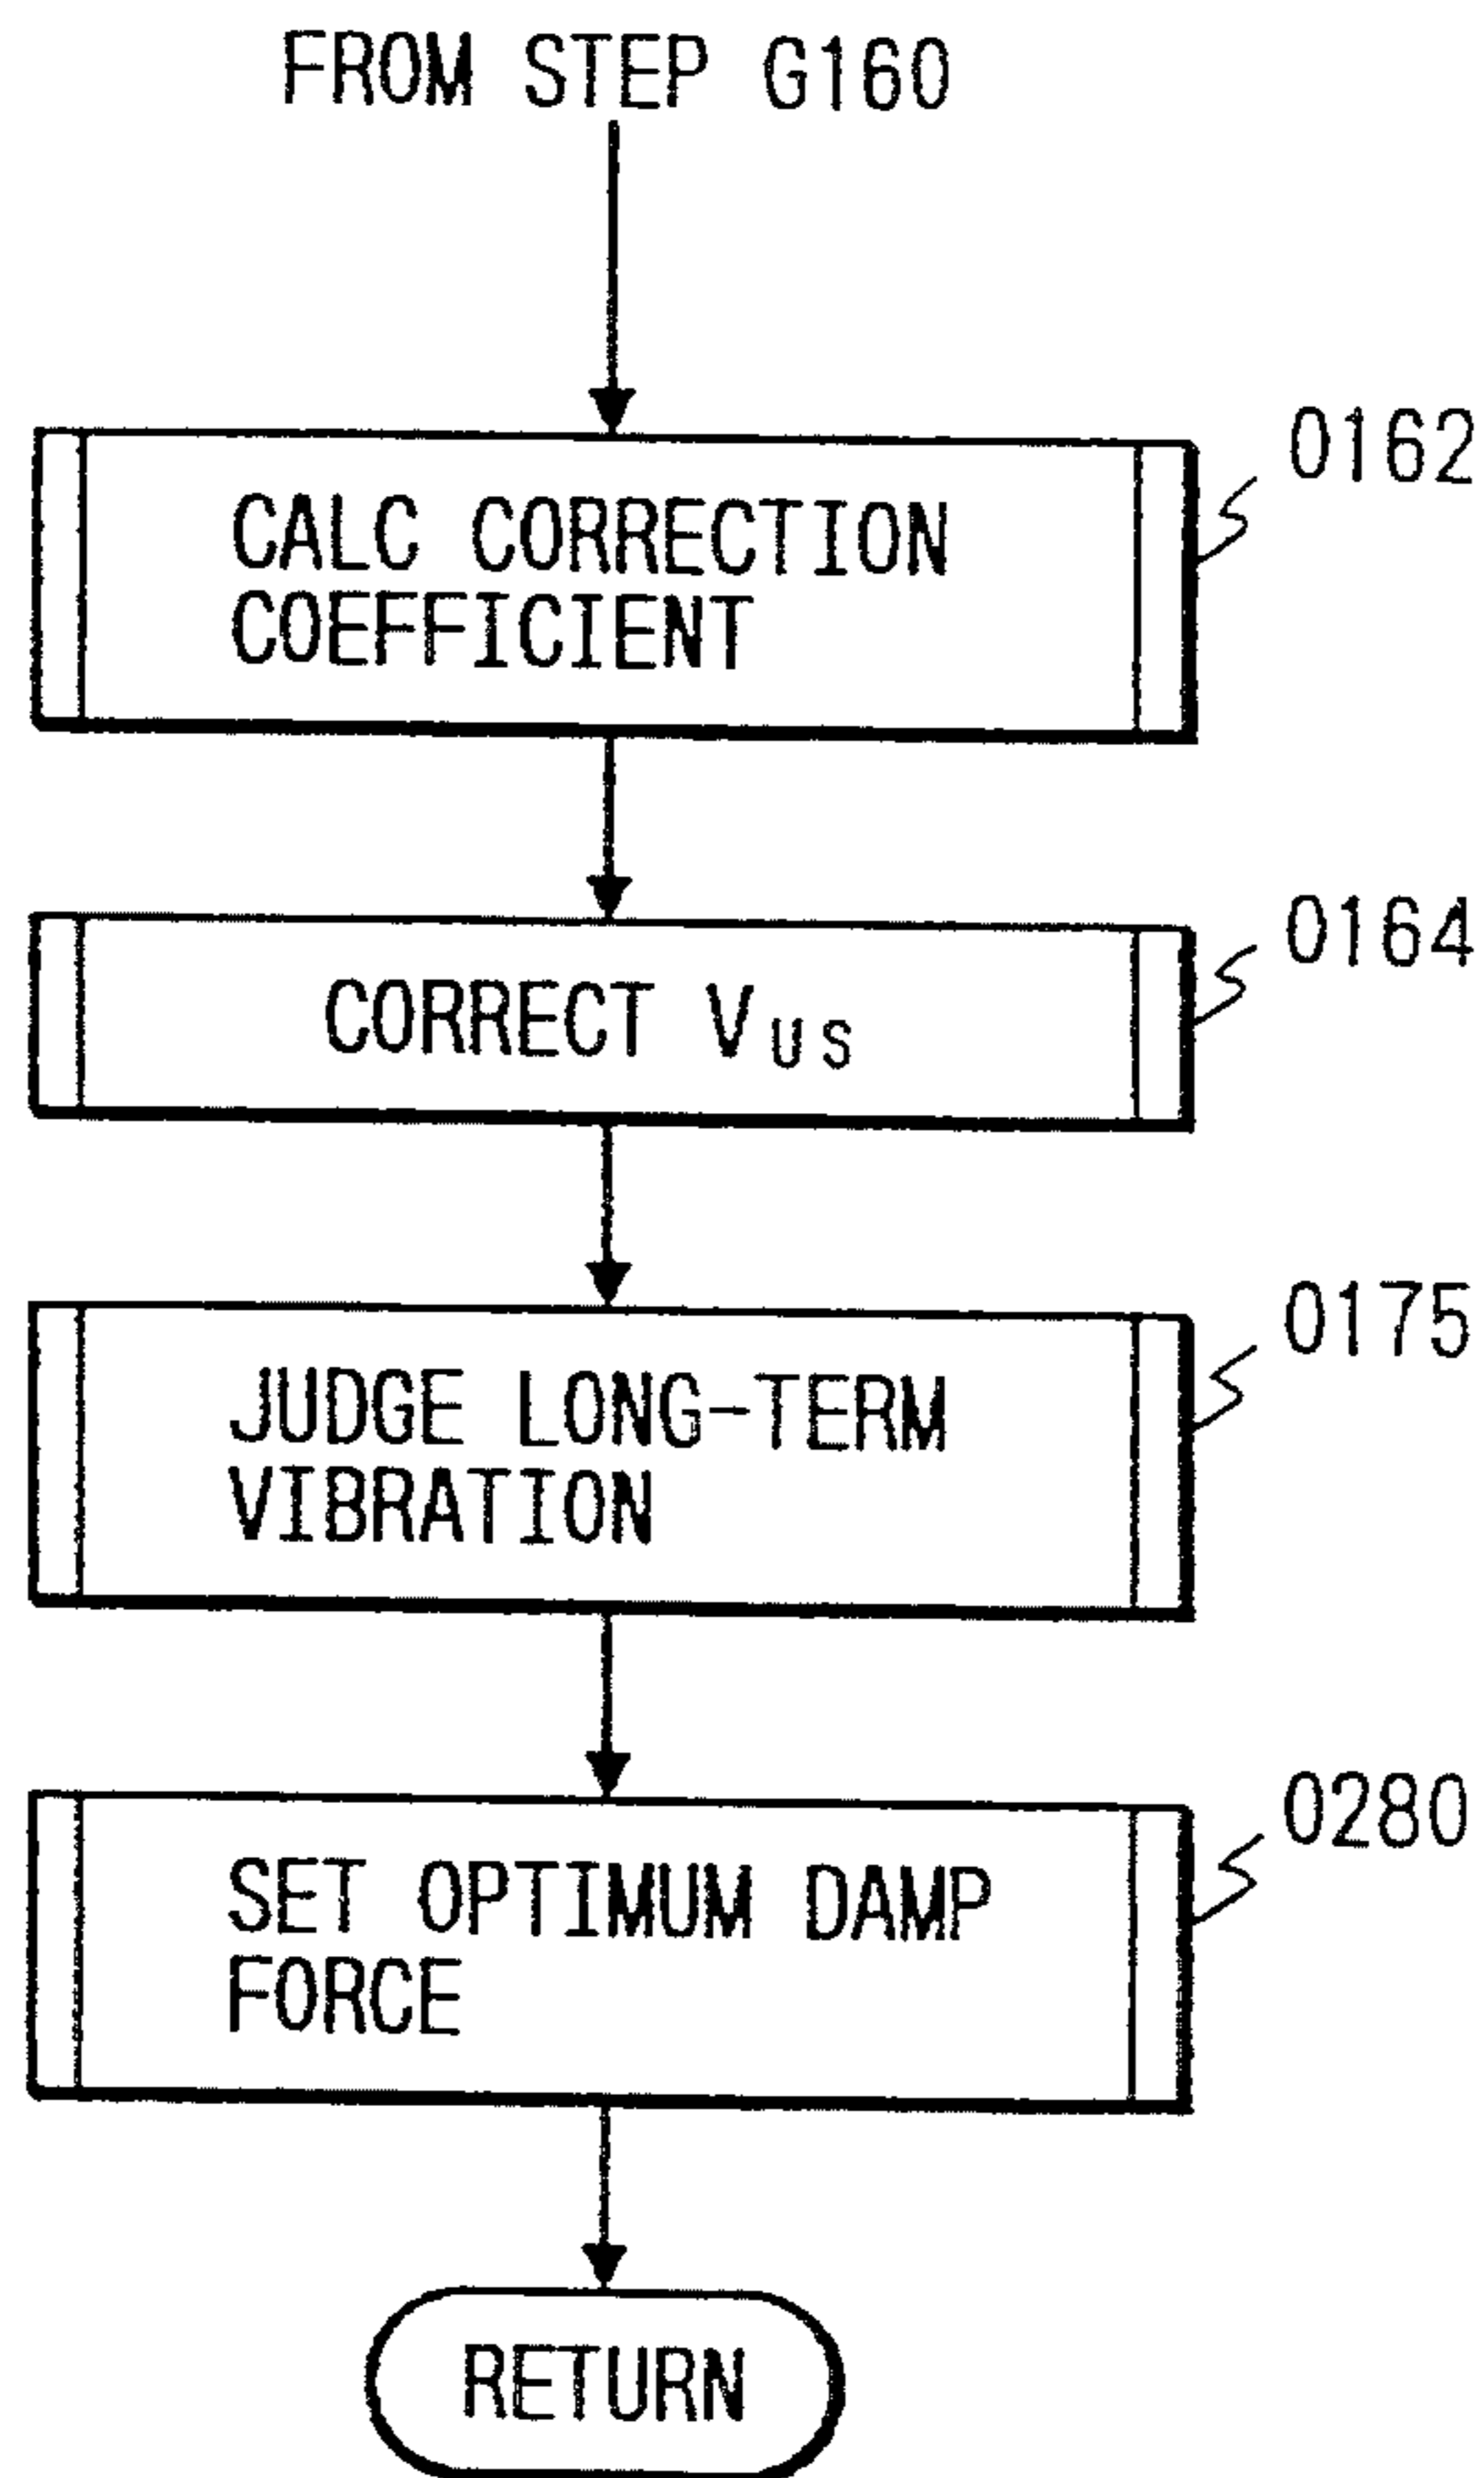 FROM STEP G160
0162
CALC CORRECTION
COEFFICIENT
0164
CORRECT VUS
0175
JUDGE LONG-TERM
VIBRATION
0280
SET OPTIMUM DAMP
FORCE
RETURN